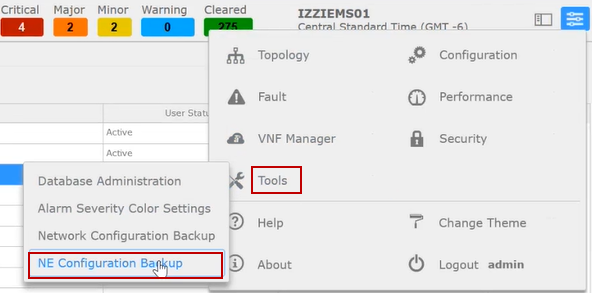 Critical Major Minor Warning Cleared
4 2 2 0 275
IZZIEMS01
Central Standard Time (GMT -6)
Topology Configuration
Fault Performance
VNF Manager Security
Tools
Help Change Theme
About Logout admin
User Statu
Active
Active
Database Administration
Alarm Severity Color Settings
Network Configuration Backup
NE Configuration Backup